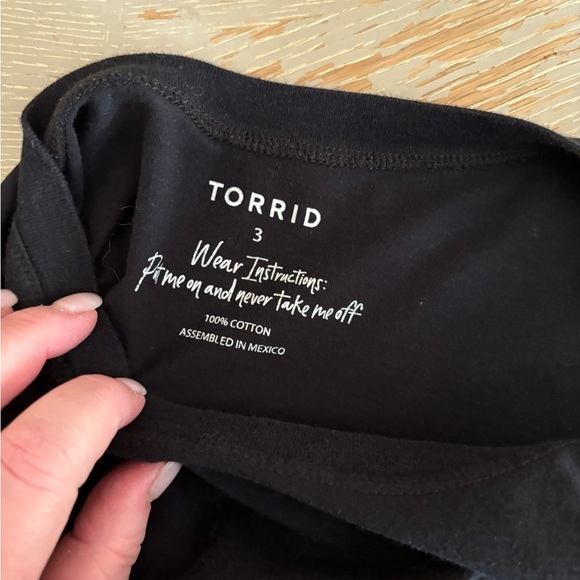 TORRID
3
Wear Instructions:
Put me on and never take me off
100% COTTON
ASSEMBLED IN MEXICO